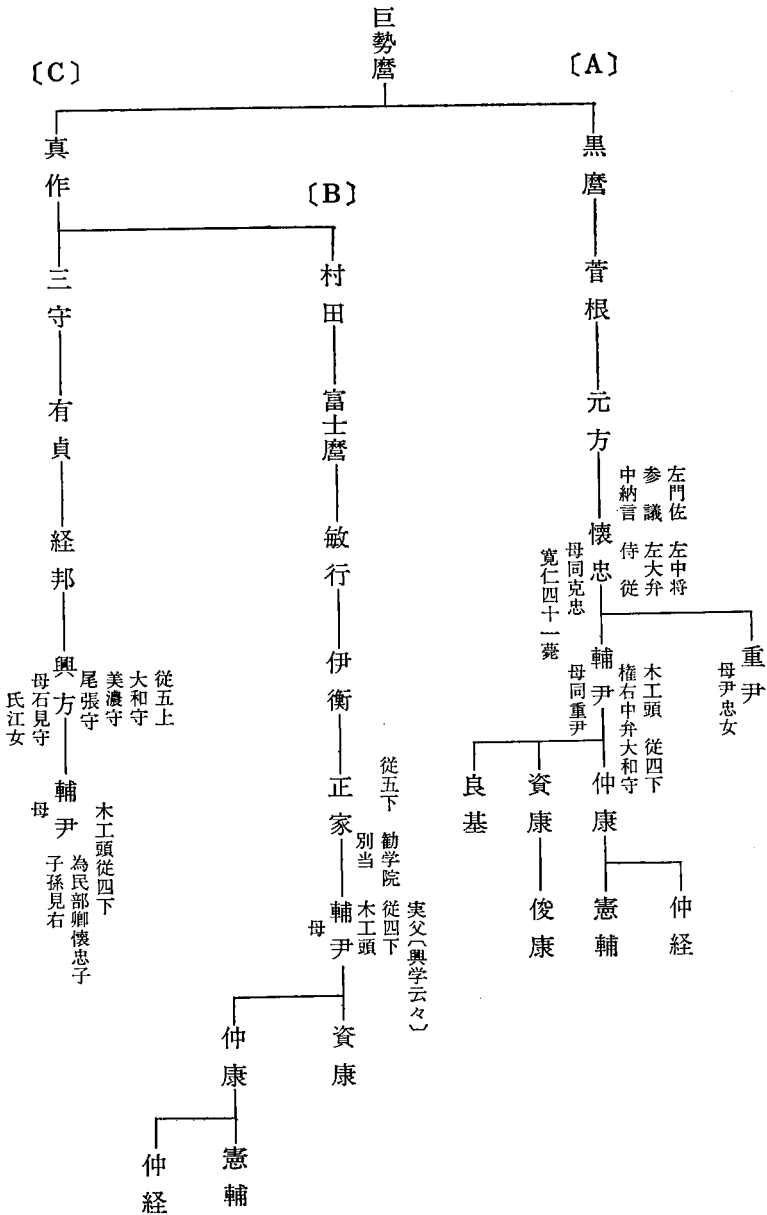 巨勢麿
〔A〕
黒麿
菅根
元方
懐忠
左門佐 左中将
参議 左大弁
中納言 侍従
母同克忠
寛仁四十一薨
重尹
母尹忠女
輔尹
木工頭 従四下
権右中弁大和守
母同重尹
仲康
資康
良基
仲経
憲輔
俊康
〔C〕
真作
〔B〕
村田
富士麿
敏行
伊衡
正家
従五下 勧学院
別当
輔尹
実父〔興学云々〕
従四下
木工頭
母
資康
仲康
憲輔
仲経
三守
有貞
経邦
興方
従五上
大和守
美濃守
尾張守
母石見守
氏江女
輔尹
木工頭従四下
母
為民部卿懐忠子
子孫見右